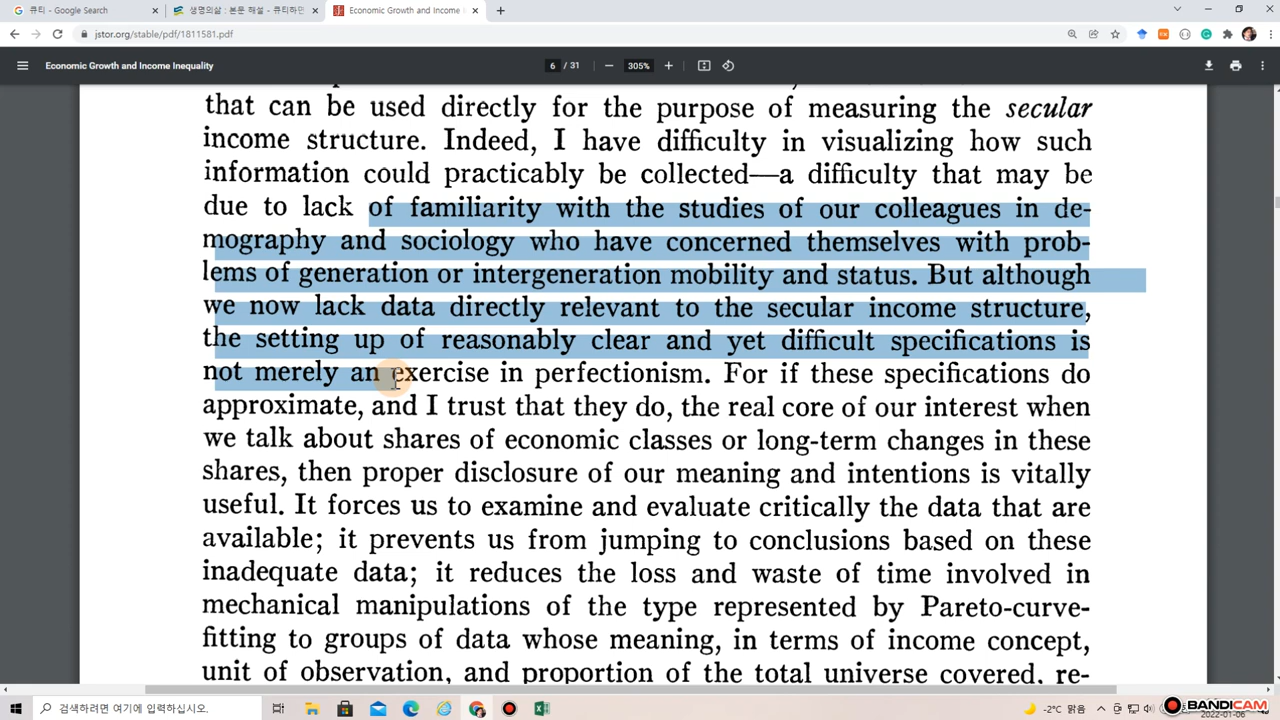 큐티 - Google Search
생명의삶 : 본문 해설 - 큐티하면
Economic Growth and Income In
jstor.org/stable/pdf/1811581.pdf
Economic Growth and Income Inequality
6 / 31
305%
that can be used directly for the purpose of measuring the secular
income structure. Indeed, I have difficulty in visualizing how such
information could practicably be collected—a difficulty that may be
due to lack of familiarity with the studies of our colleagues in de-
mography and sociology who have concerned themselves with prob-
lems of generation or intergeneration mobility and status. But although
we now lack data directly relevant to the secular income structure,
the setting up of reasonably clear and yet difficult specifications is
not merely an exercise in perfectionism. For if these specifications do
approximate, and I trust that they do, the real core of our interest when
we talk about shares of economic classes or long-term changes in these
shares, then proper disclosure of our meaning and intentions is vitally
useful. It forces us to examine and evaluate critically the data that are
available; it prevents us from jumping to conclusions based on these
inadequate data; it reduces the loss and waste of time involved in
mechanical manipulations of the type represented by Pareto-curve-
fitting to groups of data whose meaning, in terms of income concept,
unit of observation, and proportion of the total universe covered, re-
검색하려면 여기에 입력하십시오.
-2°C 맑음
BANDICAM
2022-01-06